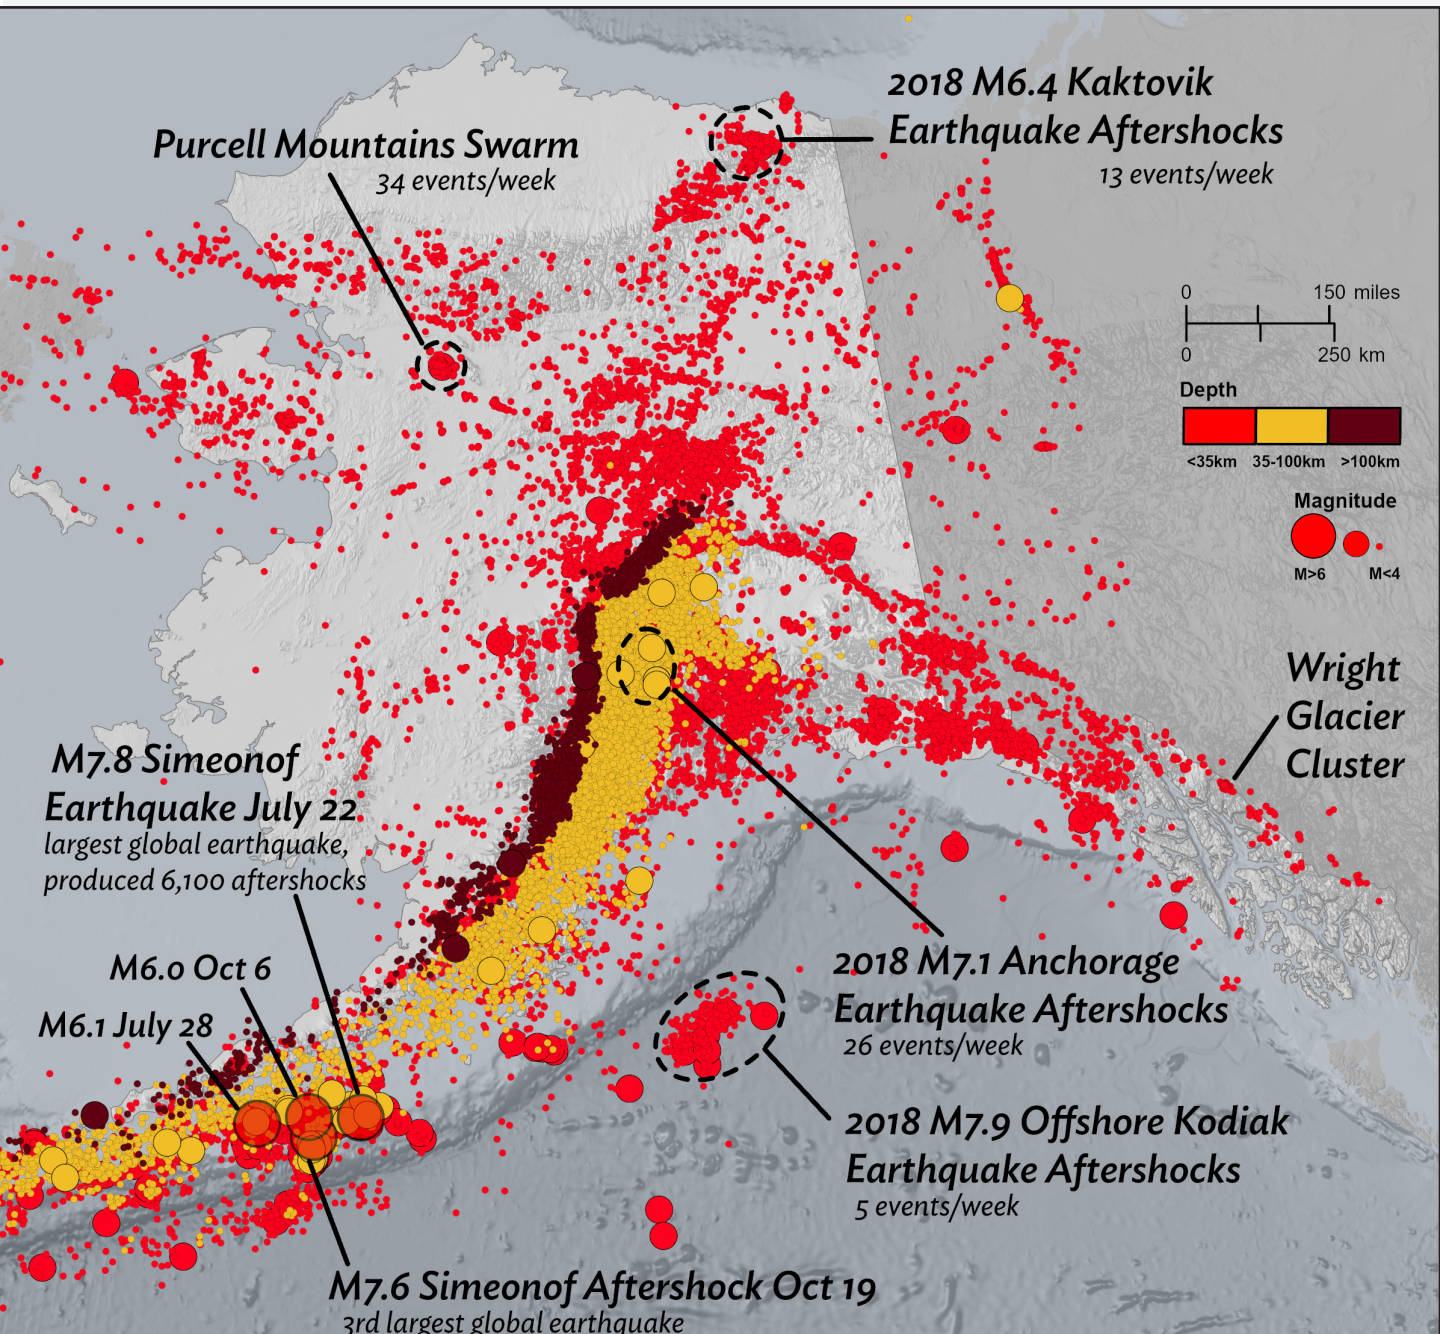 2018 M6.4 Kaktovik
Earthquake Aftershocks
13 events/week
Purcell Mountains Swarm
34 events/week
0 150 miles
0 250 km
Depth
<35km 35-100km >100km
Magnitude
M>6 M<4
Wright
Glacier
Cluster
M7.8 Simeonof
Earthquake July 22
largest global earthquake,
produced 6,100 aftershocks
M6.0 Oct 6
M6.1 July 28
2018 M7.1 Anchorage
Earthquake Aftershocks
26 events/week
2018 M7.9 Offshore Kodiak
Earthquake Aftershocks
5 events/week
M7.6 Simeonof Aftershock Oct 19
3rd largest global earthquake